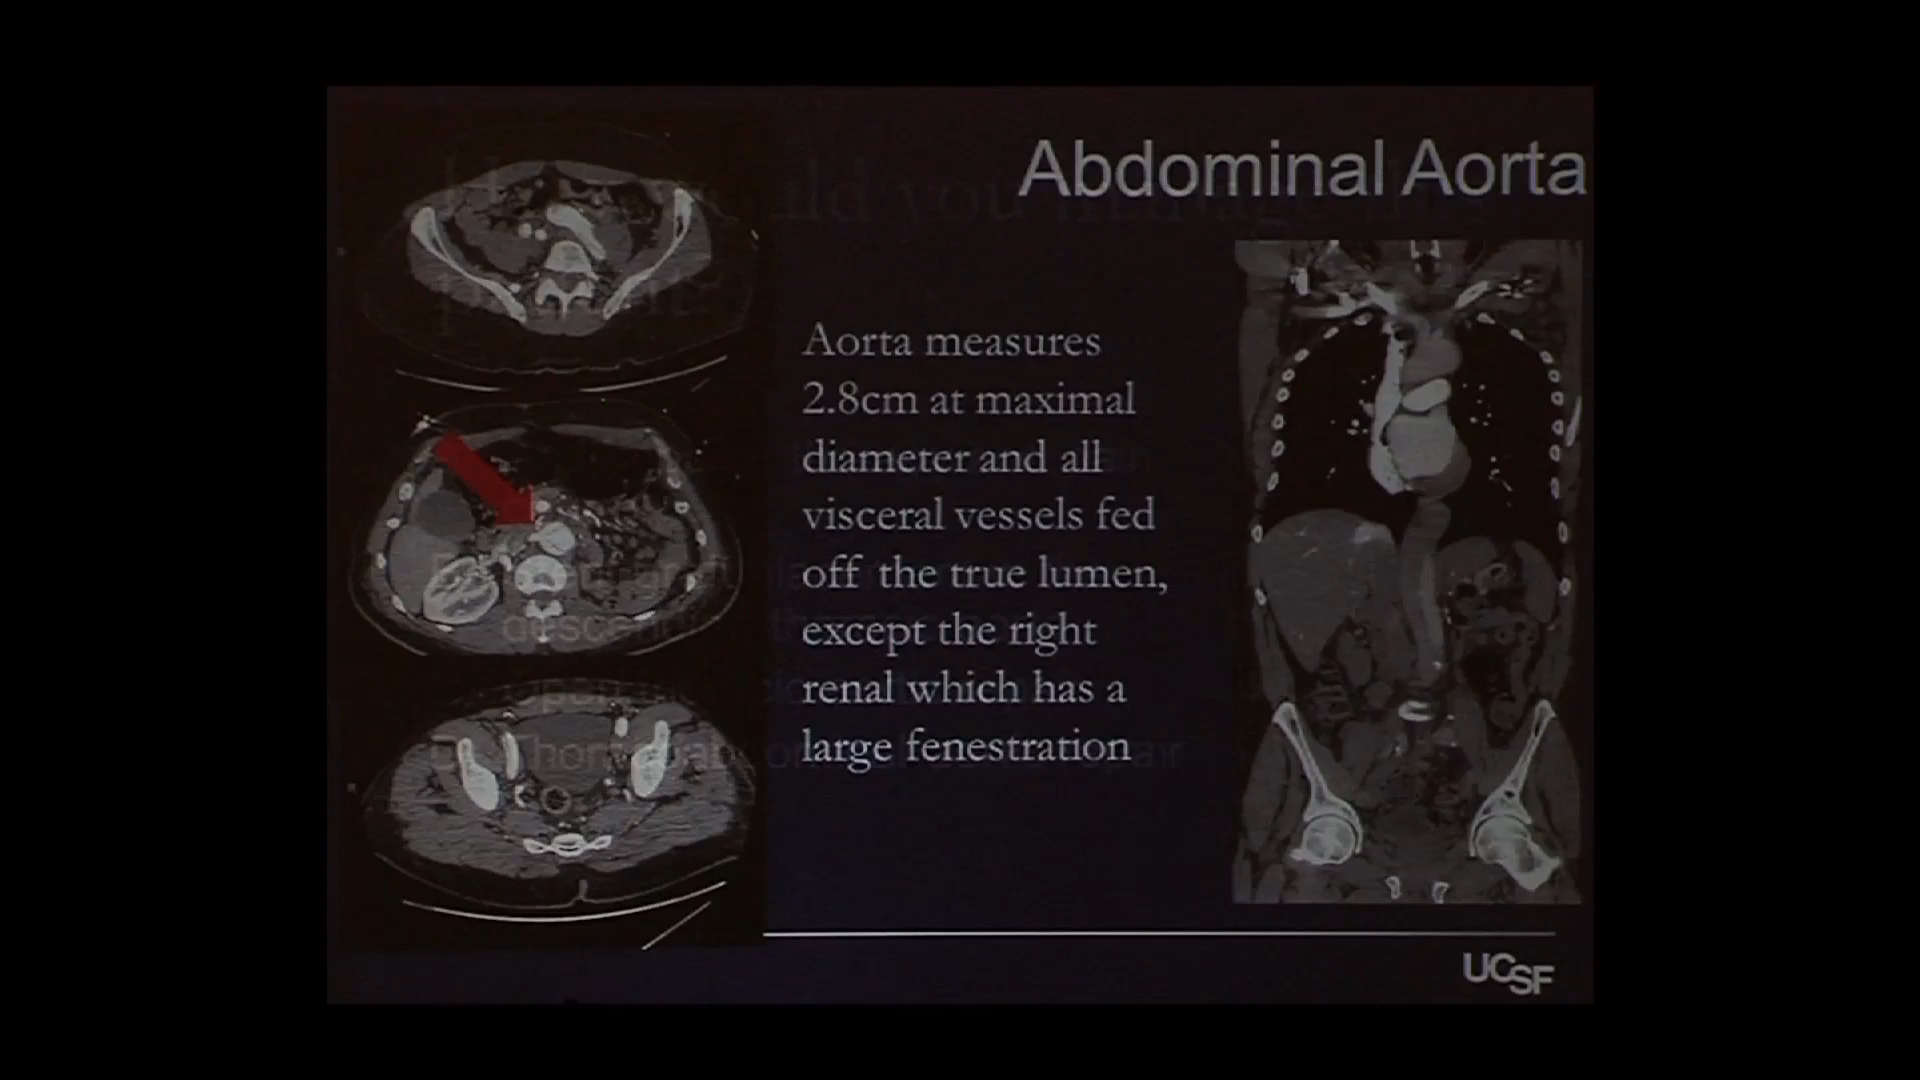 Abdominal Aorta
Aorta measures
2.8cm at maximal
diameter and all
visceral vessels fed
off the true lumen,
except the right
renal which has a
large fenestration
UCSF